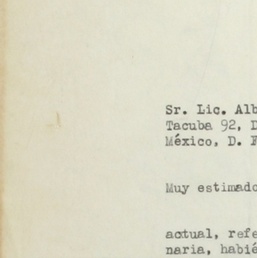 Sr. Lic. Alb
Tacuba 92, D
México, D. F
Muy estimado
actual, refe
naria, habié